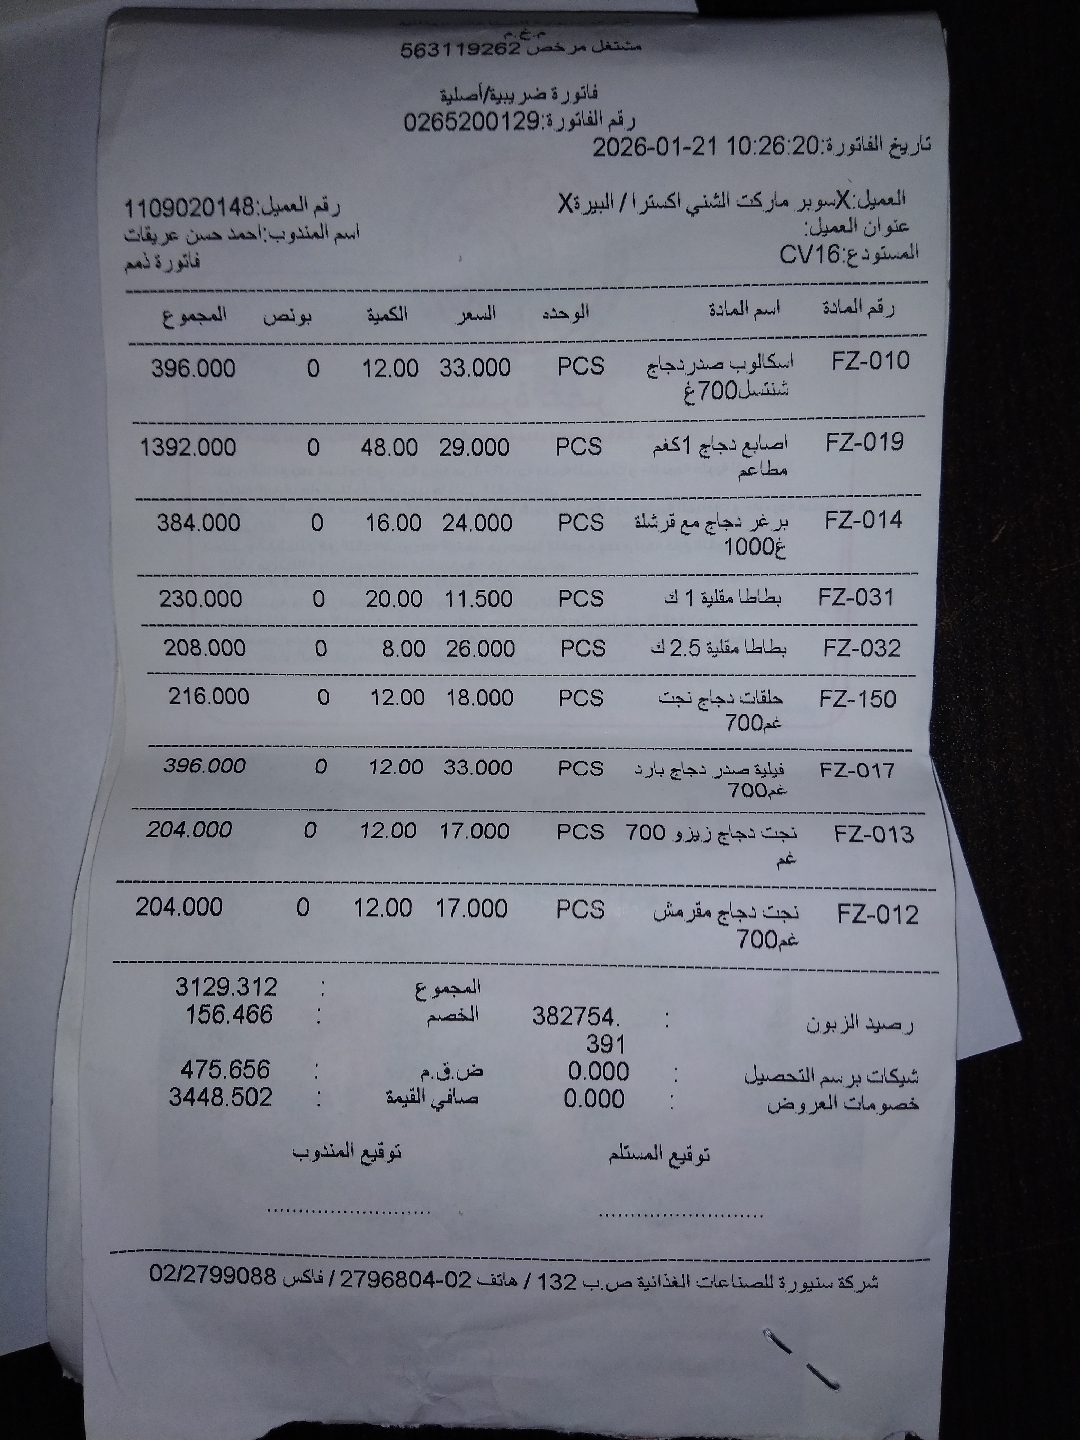 م.غ.م
مشتغل مرخص 563119262
فاتورة ضريبية/أصلية
رقم الفاتورة:0265200129
تاريخ الفاتورة:2026-01-21 10:26:20
العميل:Xسوبر ماركت الشني اكسترا / البيرةX رقم العميل:1109020148
عنوان العميل: اسم المندوب:احمد حسن عريقات
المستودع:CV16 فاتورة ذمم
رقم المادة اسم المادة الوحده السعر الكمية بونص المجموع
FZ-010 اسكالوب صدردجاج PCS 33.000 12.00 0 396.000
شنتسل700غ
FZ-019 اصابع دجاج 1كغم PCS 29.000 48.00 0 1392.000
مطاعم
FZ-014 برغر دجاج مع قرشلة PCS 24.000 16.00 0 384.000
1000غ
FZ-031 بطاطا مقلية 1 ك PCS 11.500 20.00 0 230.000
FZ-032 بطاطا مقلية 2.5 ك PCS 26.000 8.00 0 208.000
FZ-150 حلقات دجاج نجت PCS 18.000 12.00 0 216.000
700غم
FZ-017 فيلية صدر دجاج بارد PCS 33.000 12.00 0 396.000
700غم
FZ-013 نجت دجاج زيزو 700 PCS 17.000 12.00 0 204.000
غم
FZ-012 نجت دجاج مقرمش PCS 17.000 12.00 0 204.000
700غم
المجموع : 3129.312
رصيد الزبون : 382754. الخصم : 156.466
391
شيكات برسم التحصيل : 0.000 ض.ق.م : 475.656
خصومات العروض : 0.000 صافي القيمة : 3448.502
توقيع المستلم توقيع المندوب
.......................... ..........................
شركة سنيورة للصناعات الغذائية ص.ب 132 / هاتف 02-2796804 / فاكس 02/2799088